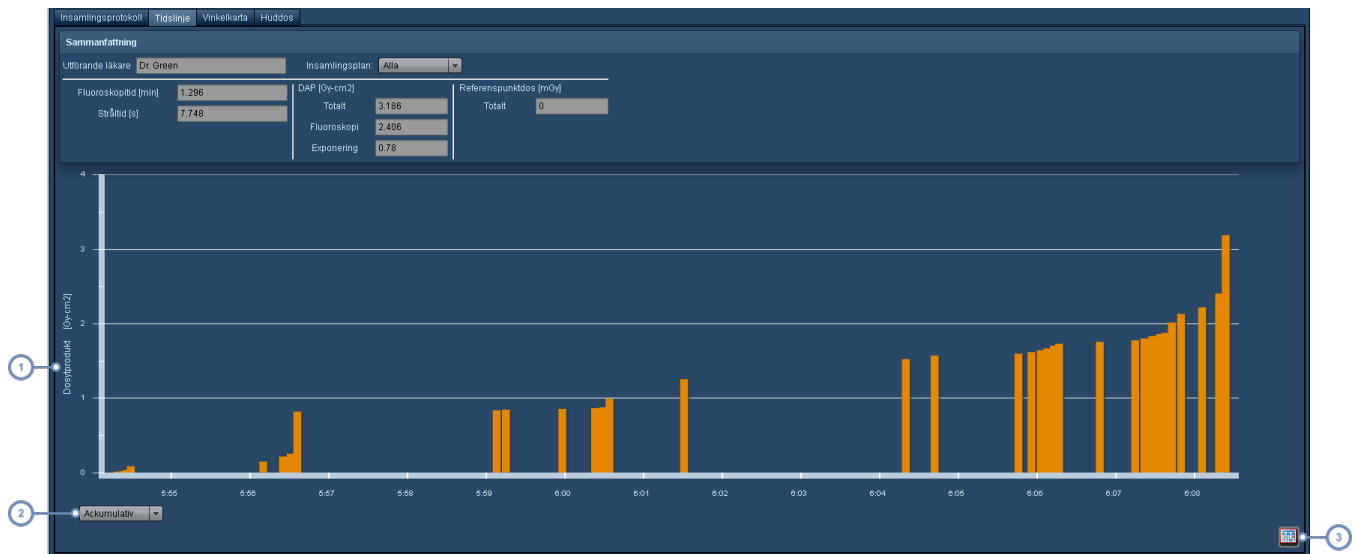 Insamlingsprotokoll Tidslinje Vinkelkarta Huddos
Sammanfattning
Utförande läkare Dr. Green Insamlingsplan: Alla
Fluoroskopitid [min] 1.296 DAP [Gy-cm2] Referenspunktdos [mGy]
Stråltid [s] 7.748 Totalt 3.186 Totalt 0
Fluoroskopi 2.406
Exponering 0.78
4
3
2
1
0
Dosytprodukt [Gy-cm2]
5:55 5:56 5:57 5:58 5:59 6:00 6:01 6:02 6:03 6:04 6:05 6:06 6:07 6:08
1
2 Ackumulativ
3